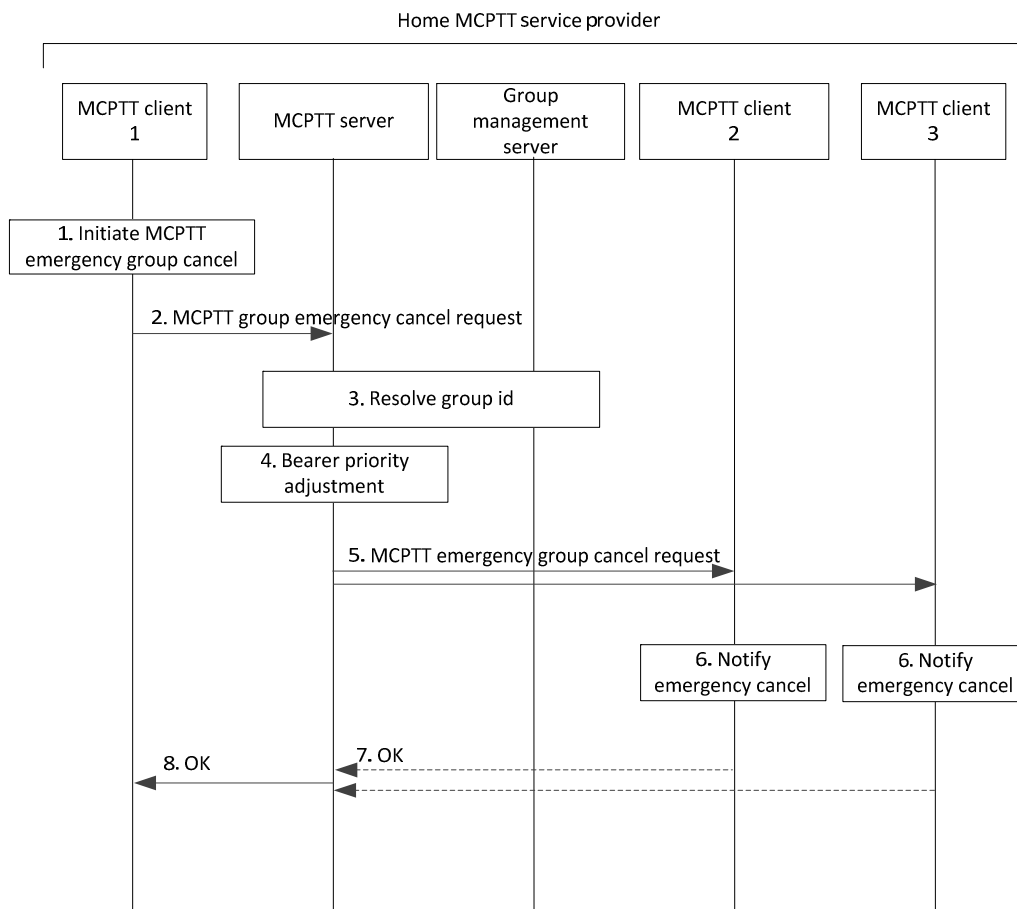 Home MCPTT service provider
MCPTT client
1
MCPTT server
Group
management
server
MCPTT client
2
MCPTT client
3
1. Initiate MCPTT
emergency group cancel
2. MCPTT group emergency cancel request
3. Resolve group id
4. Bearer priority
adjustment
5. MCPTT emergency group cancel request
6. Notify
emergency cancel
6. Notify
emergency cancel
7. OK
8. OK